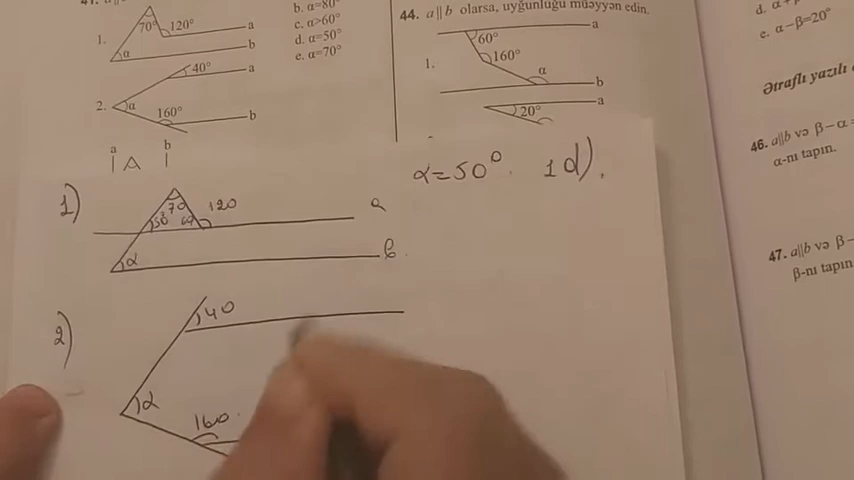 b. α=80°
c. α>60°
d. α=50°
e. α=70°
1.
70°
120°
a
α
b
2.
40°
a
α
160°
b
a
b
44. a||b olarsa, uyğunluğu müəyyən edin.
a
60°
1.
160°
α
b
a
20°
d.
e. α−β=20°
Ətraflı yazılı
46. a||b və β−α=
α-nı tapın.
47. a||b və β−
β-nı tapın
α=50°. 1d).
1)
70
120
50
60
a
α
b
2)
40
α
160